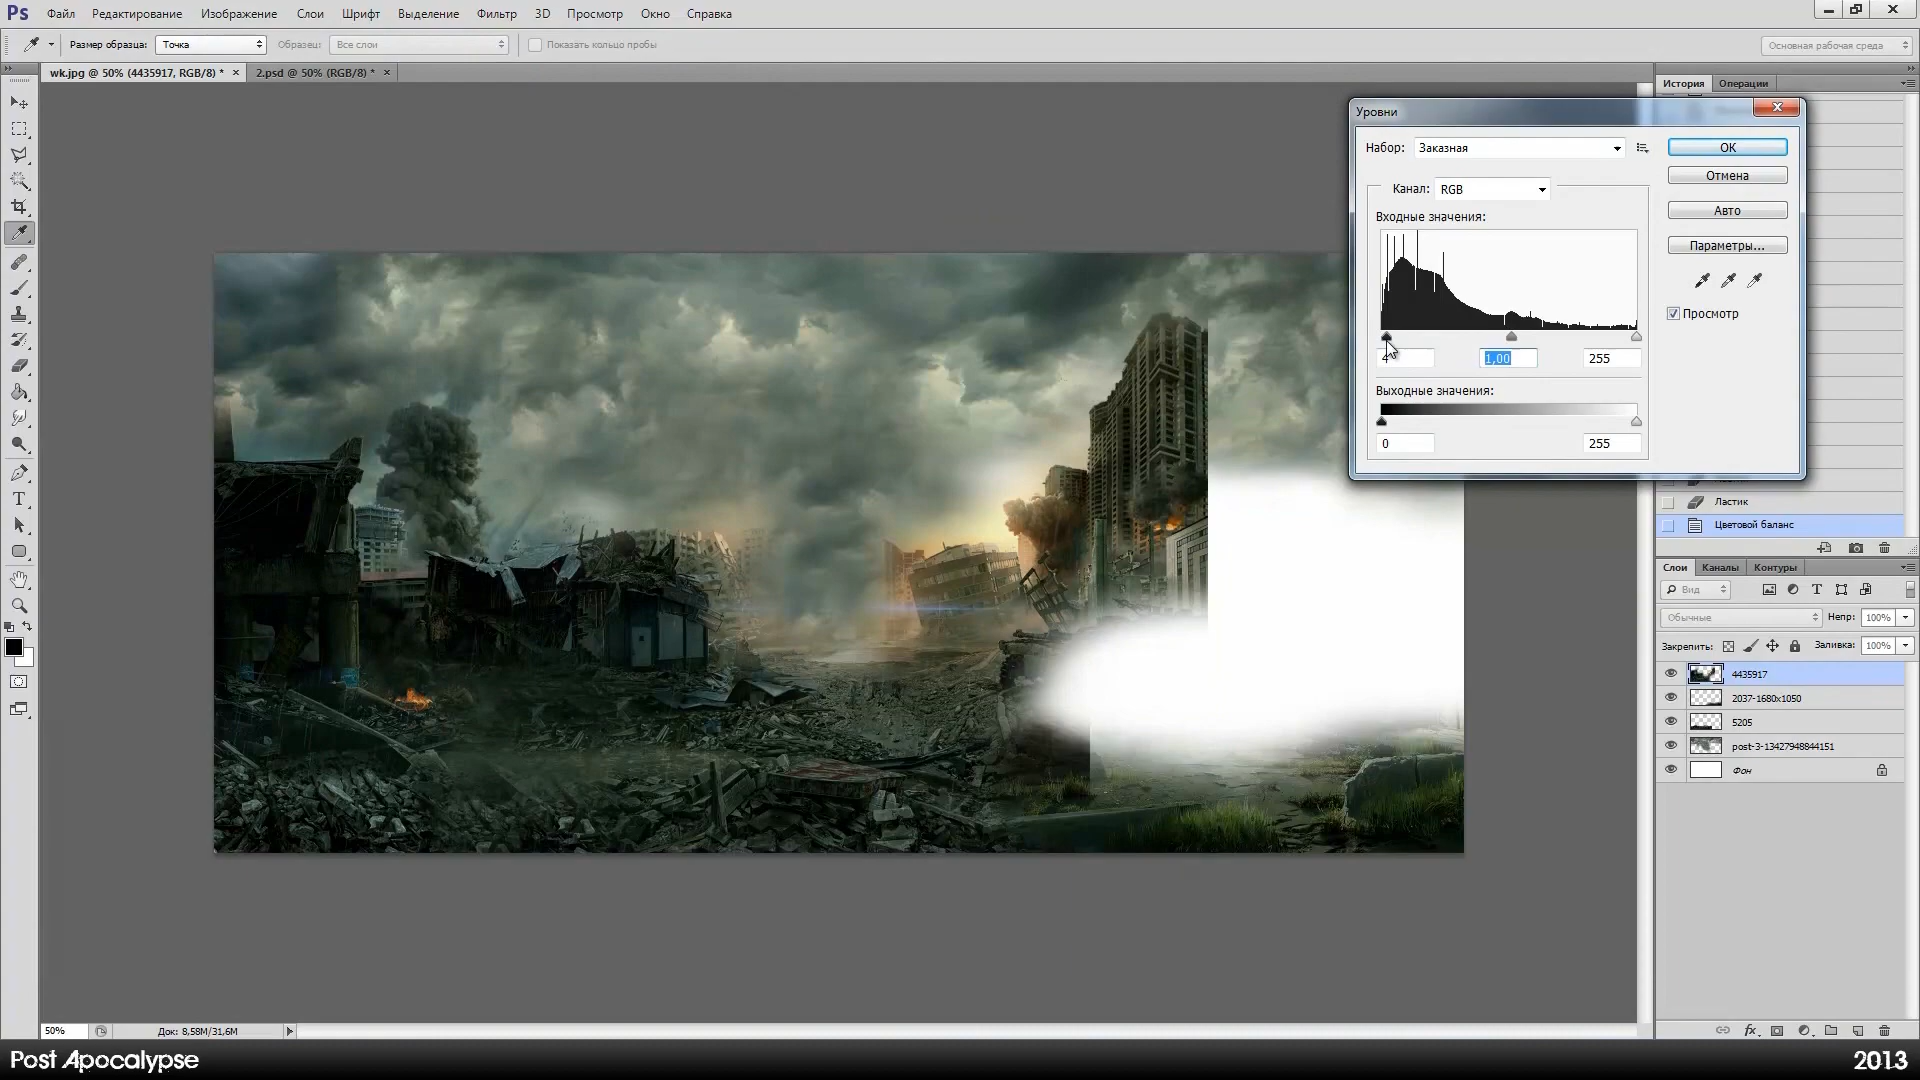 Ps Файл Редактирование Изображение Слои Шрифт Выделение Фильтр 3D Просмотр Окно Справка
Размер образца: Точка Образец: Все слои Показать кольцо пробы Основная рабочая среда
wk.jpg @ 50% (4435917, RGB/8) * × 2.psd @ 50% (RGB/8) * ×
История Операции
Уровни
Набор: Заказная
OK
Отмена
Канал: RGB
Авто
Входные значения:
Параметры...
Просмотр
4 1,00 255
Выходные значения:
0 255
Ластик
Цветовой баланс
Слои Каналы Контуры
Вид
Обычные Непр: 100%
Закрепить: Заливка: 100%
4435917
2037-1680x1050
5205
post-3-13427948844151
Фон
T
50% Док: 8,58M/31,6M
fx
Post Apocalypse 2013